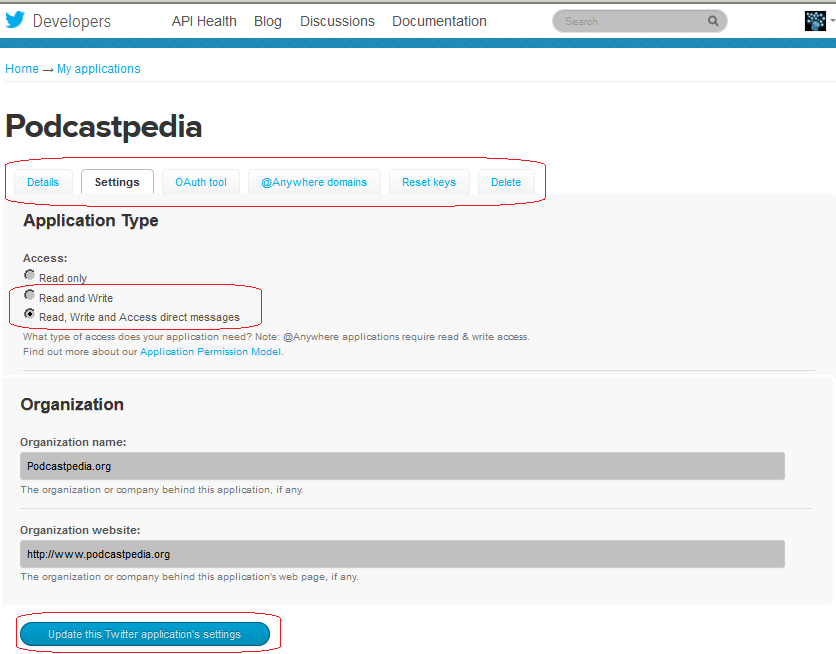 Developers API Health Blog Discussions Documentation Search
Home → My applications
Podcastpedia
Details Settings OAuth tool @Anywhere domains Reset keys Delete
Application Type
Access:
Read only
Read and Write
Read, Write and Access direct messages
What type of access does your application need? Note: @Anywhere applications require read & write access.
Find out more about our Application Permission Model.
Organization
Organization name:
Podcastpedia.org
The organization or company behind this application, if any.
Organization website:
http://www.podcastpedia.org
The organization or company behind this application's web page, if any.
Update this Twitter application's settings